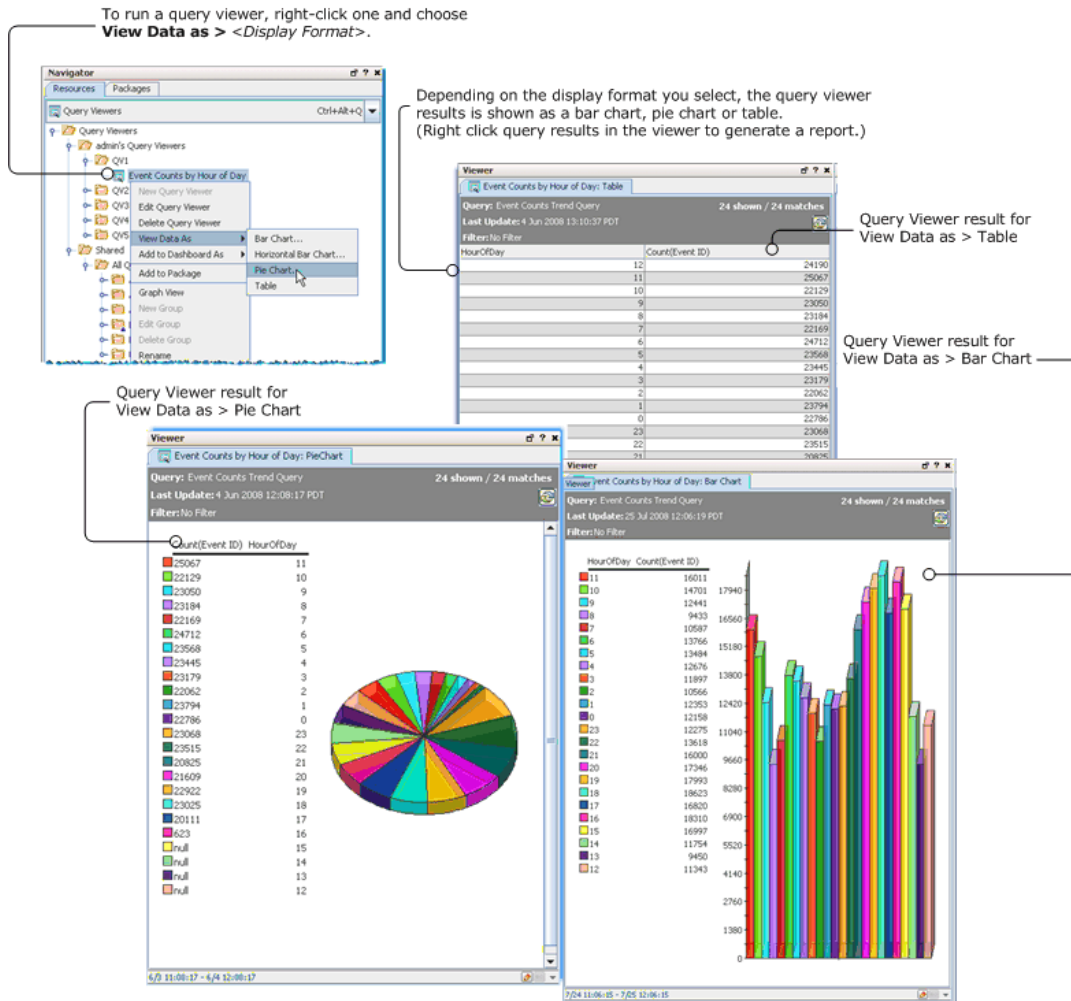 To run a query viewer, right-click one and choose
View Data as > <Display Format>.
Navigator
Resources Packages
Query Viewers Ctrl+Alt+Q
Query Viewers
admin's Query Viewers
QV1
Event Counts by Hour of Day
QV2
QV3
QV4
QV5
Shared
All Q
New Query Viewer
Edit Query Viewer
Delete Query Viewer
View Data As
Add to Dashboard As
Add to Package
Graph View
New Group
Edit Group
Delete Group
Rename
Bar Chart...
Horizontal Bar Chart...
Pie Chart...
Table
Depending on the display format you select, the query viewer
results is shown as a bar chart, pie chart or table.
(Right click query results in the viewer to generate a report.)
Viewer
Event Counts by Hour of Day: Table
Query: Event Counts Trend Query 24 shown / 24 matches
Last Update: 4 Jun 2008 13:10:37 PDT
Filter: No Filter
HourOfDay Count(Event ID)
12 24190
11 25067
10 22129
9 23050
8 23184
7 22169
6 24712
5 23568
4 23445
3 23179
2 22062
1 23794
0 22786
23 23068
22 23515
21 20825
Query Viewer result for
View Data as > Table
Query Viewer result for
View Data as > Bar Chart
Query Viewer result for
View Data as > Pie Chart
Viewer
Event Counts by Hour of Day: PieChart
Query: Event Counts Trend Query 24 shown / 24 matches
Last Update: 4 Jun 2008 12:08:17 PDT
Filter: No Filter
Count(Event ID) HourOfDay
25067 11
22129 10
23050 9
23184 8
22169 7
24712 6
23568 5
23445 4
23179 3
22062 2
23794 1
22786 0
23068 23
23515 22
20825 21
21609 20
22922 19
23025 18
20111 17
623 16
null 15
null 14
null 13
null 12
6/3 11:08:17 - 6/4 12:08:17
Viewer
Viewer
vent Counts by Hour of Day: Bar Chart
Query: Event Counts Trend Query 24 shown / 24 matches
Last Update: 25 Jul 2008 12:06:19 PDT
Filter: No Filter
HourOfDay Count(Event ID)
11 16011
10 14701
9 12441
8 9433
7 10587
6 13766
5 13484
4 12676
3 11897
2 10566
1 12353
0 12158
23 12275
22 13618
21 16000
20 17346
19 17993
18 18623
17 16820
16 18310
15 16997
14 11754
13 9450
12 11343
17940
16560
15180
13800
12420
11040
9660
8280
6900
5520
4140
2760
1380
0
7/24 11:06:15 - 7/25 12:06:15